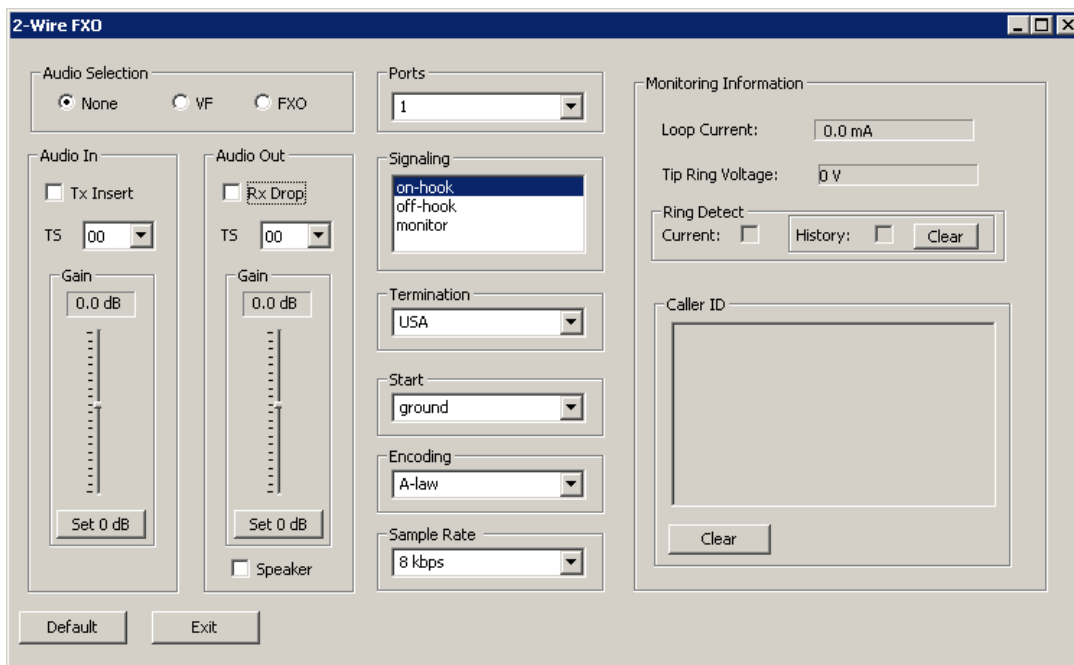 2-Wire FXO
Audio Selection
None
VF
FXO
Audio In
Tx Insert
TS
00
Gain
0.0 dB
Set 0 dB
Audio Out
Rx Drop
TS
00
Gain
0.0 dB
Set 0 dB
Speaker
Ports
1
Signaling
on-hook
off-hook
monitor
Termination
USA
Start
ground
Encoding
A-law
Sample Rate
8 kbps
Monitoring Information
Loop Current:
0.0 mA
Tip Ring Voltage:
0 V
Ring Detect
Current:
History:
Clear
Caller ID
Clear
Default
Exit